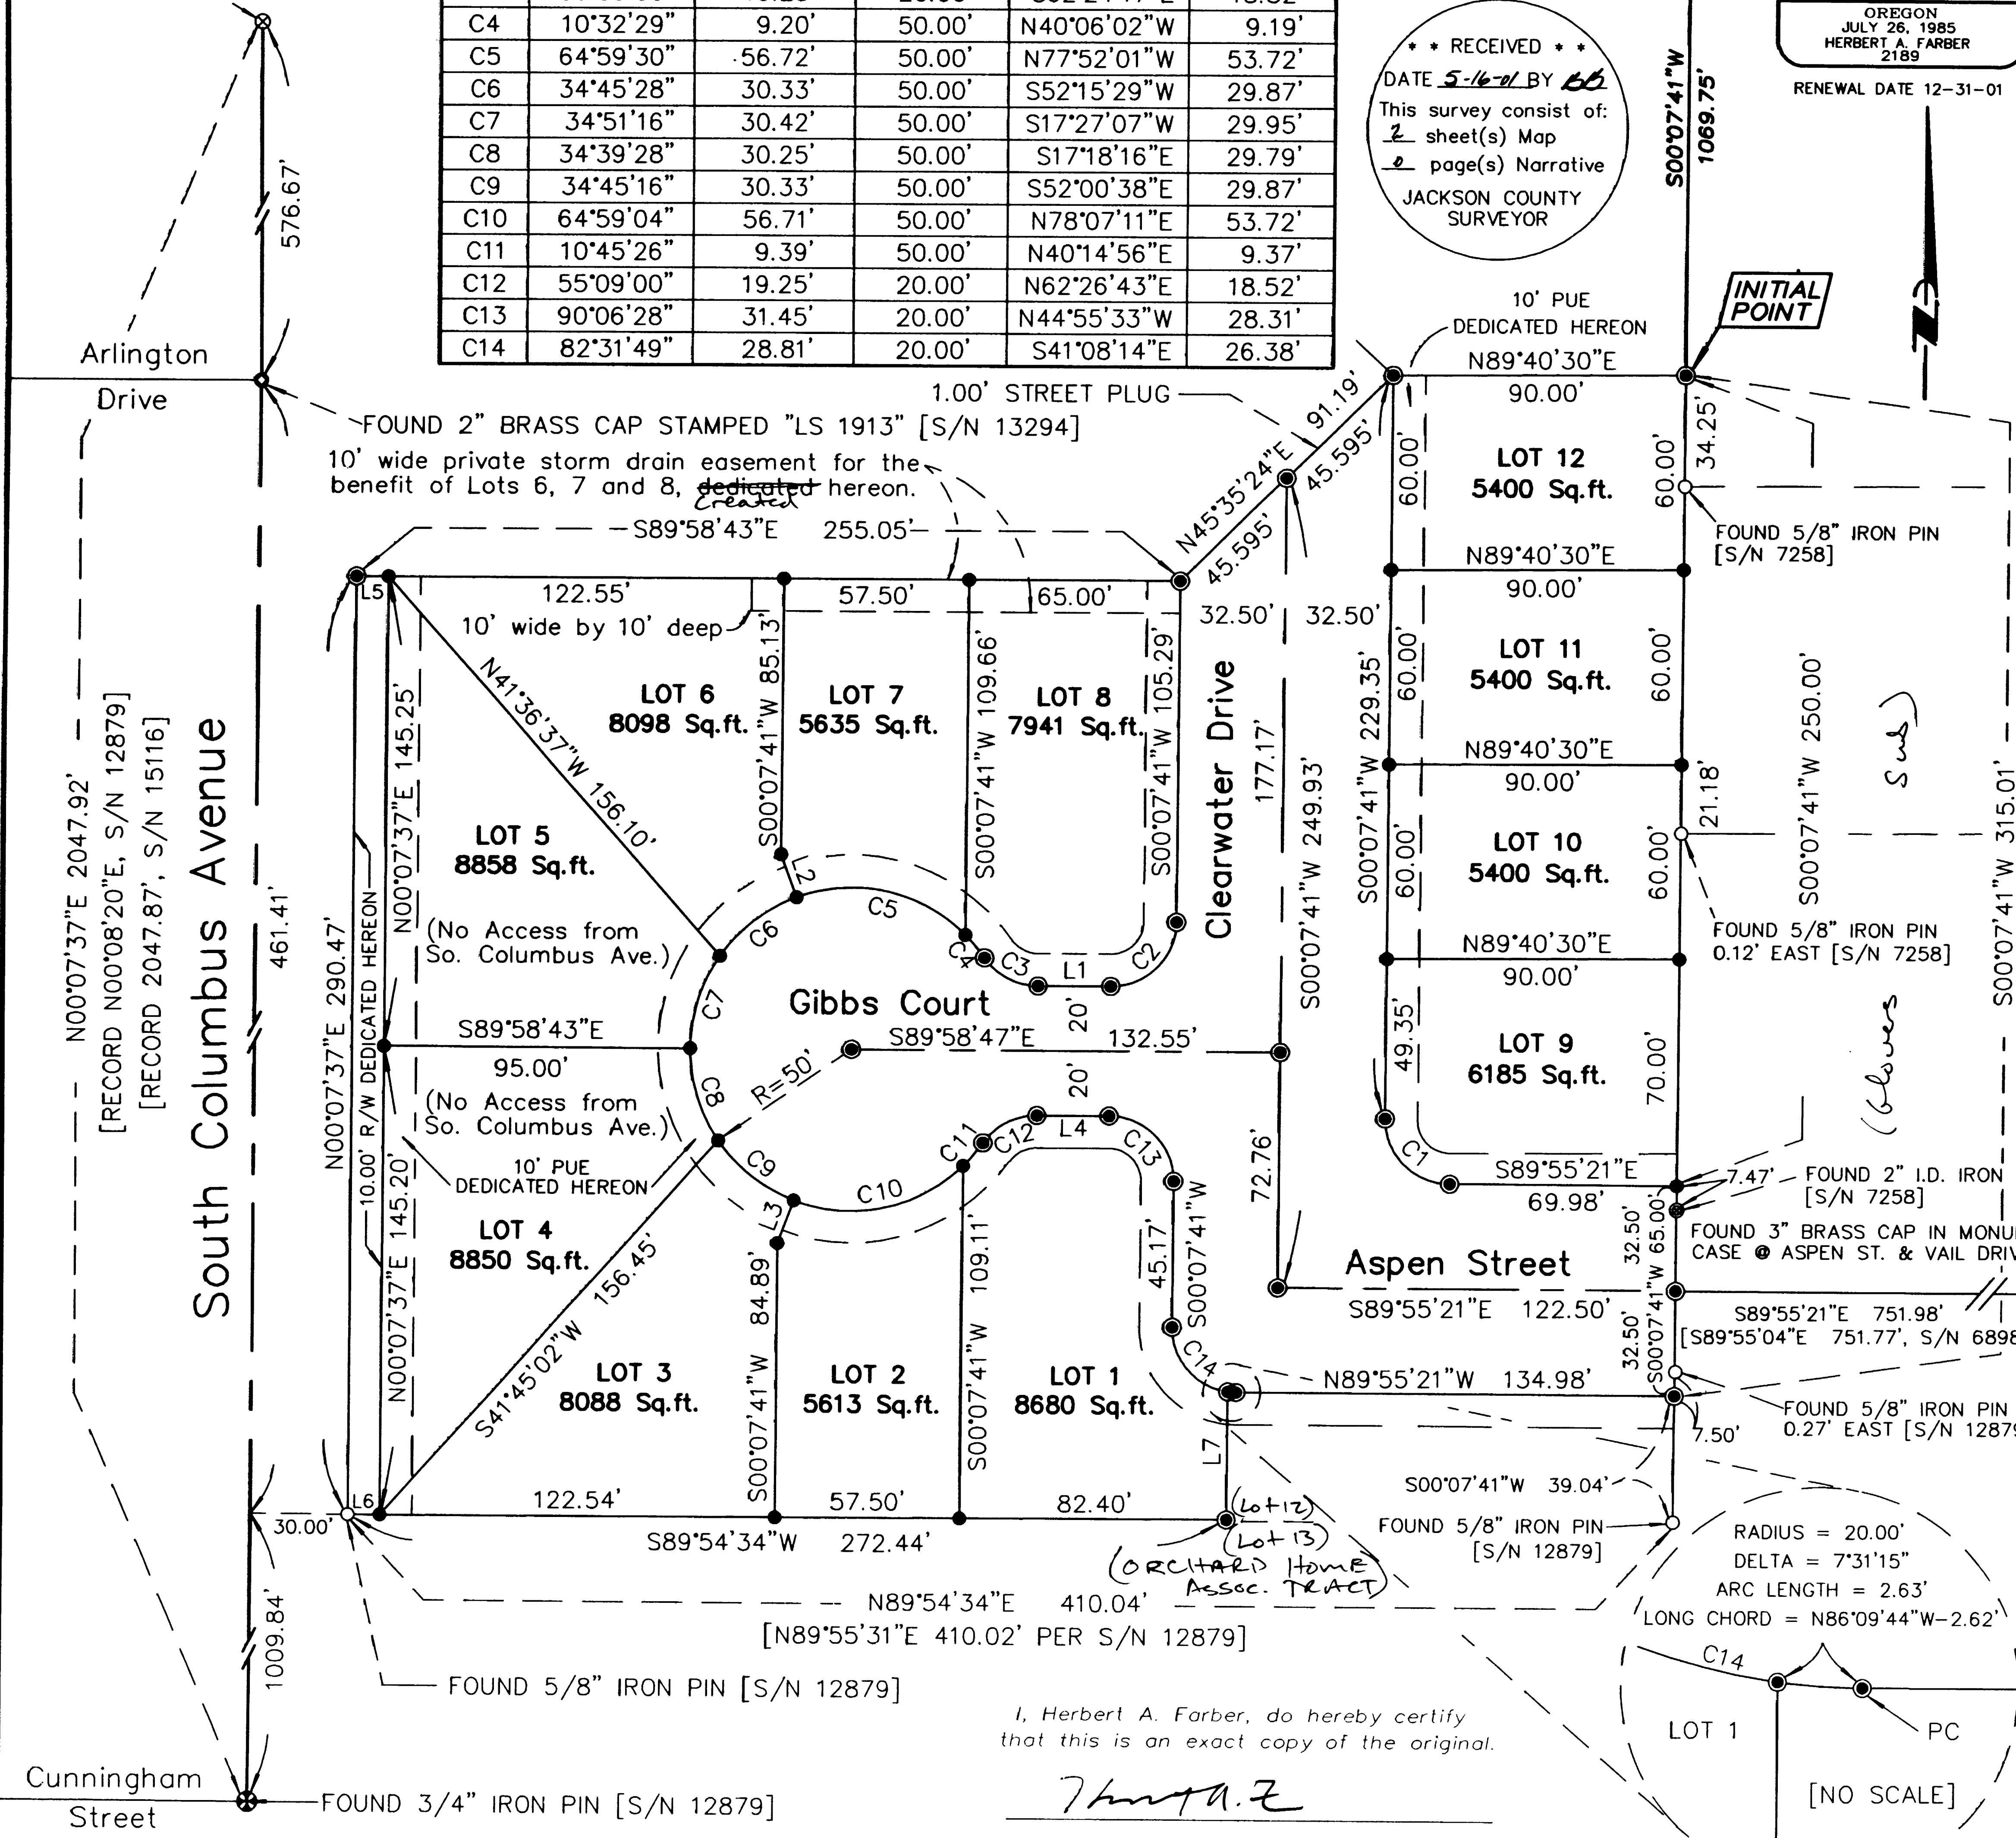 C4 10°32'29" 9.20' 50.00' N40°06'02"W 9.19'
C5 64°59'30" 56.72' 50.00' N77°52'01"W 53.72'
C6 34°45'28" 30.33' 50.00' S52°15'29"W 29.87'
C7 34°51'16" 30.42' 50.00' S17°27'07"W 29.95'
C8 34°39'28" 30.25' 50.00' S17°18'16"E 29.79'
C9 34°45'16" 30.33' 50.00' S52°00'38"E 29.87'
C10 64°59'04" 56.71' 50.00' N78°07'11"E 53.72'
C11 10°45'26" 9.39' 50.00' N40°14'56"E 9.37'
C12 55°09'00" 19.25' 20.00' N62°26'43"E 18.52'
C13 90°06'28" 31.45' 20.00' N44°55'33"W 28.31'
C14 82°31'49" 28.81' 20.00' S41°08'14"E 26.38'
* * RECEIVED * *
DATE 5-16-01 BY BB
This survey consist of:
2 sheet(s) Map
0 page(s) Narrative
JACKSON COUNTY
SURVEYOR
S00°07'41"W
1069.75'
OREGON
JULY 26, 1985
HERBERT A. FARBER
2189
RENEWAL DATE 12-31-01
N
INITIAL
POINT
576.67'
Arlington
Drive
FOUND 2" BRASS CAP STAMPED "LS 1913" [S/N 13294]
10' wide private storm drain easement for the
benefit of Lots 6, 7 and 8, dedicated hereon.
created
S89°58'43"E 255.05'
1.00' STREET PLUG
10' PUE
DEDICATED HEREON
N89°40'30"E
90.00'
N45°35'24"E 91.19'
45.595'
45.595'
60.00'
LOT 12
5400 Sq.ft.
60.00'
34.25'
FOUND 5/8" IRON PIN
[S/N 7258]
N89°40'30"E
90.00'
L5
122.55'
57.50'
65.00'
32.50'
32.50'
10' wide by 10' deep
N41°36'37"W 156.10'
LOT 6
8098 Sq.ft.
S00°07'41"W 85.13'
LOT 7
5635 Sq.ft.
S00°07'41"W 109.66'
LOT 8
7941 Sq.ft.
S00°07'41"W 105.29'
Clearwater Drive
177.17'
S00°07'41"W 249.93'
S00°07'41"W 229.35'
60.00'
LOT 11
5400 Sq.ft.
60.00'
N89°40'30"E
90.00'
21.18'
S00°07'41"W 250.00'
S00°07'41"W 315.01'
60.00'
LOT 10
5400 Sq.ft.
60.00'
FOUND 5/8" IRON PIN
0.12' EAST [S/N 7258]
N89°40'30"E
90.00'
N00°07'37"E 2047.92'
[RECORD N00°08'20"E, S/N 12879]
[RECORD 2047.87', S/N 15116]
South Columbus Avenue
461.41'
N00°07'37"E 290.47'
10.00' R/W DEDICATED HEREON
N00°07'37"E 145.25'
LOT 5
8858 Sq.ft.
(No Access from
So. Columbus Ave.)
L2
C5
C6
C4
C3
L1
C2
C7
Gibbs Court
20'
S89°58'47"E 132.55'
S89°58'43"E
95.00'
R=50'
20'
49.35'
LOT 9
6185 Sq.ft.
70.00'
(No Access from
So. Columbus Ave.)
C8
10' PUE
DEDICATED HEREON
C9
C10
C11
C12
L4
C13
L3
72.76'
C1
S89°55'21"E
69.98'
7.47'
FOUND 2" I.D. IRON
[S/N 7258]
FOUND 3" BRASS CAP IN MONU
CASE @ ASPEN ST. & VAIL DRIV
32.50'
S00°07'41"W 65.00'
32.50'
N00°07'37"E 145.20'
LOT 4
8850 Sq.ft.
S41°45'02"W 156.45'
S00°07'41"W 84.89'
S00°07'41"W 109.11'
45.17'
S00°07'41"W
Aspen Street
S89°55'21"E 122.50'
S89°55'21"E 751.98'
[S89°55'04"E 751.77', S/N 6898
C14
LOT 3
8088 Sq.ft.
LOT 2
5613 Sq.ft.
LOT 1
8680 Sq.ft.
N89°55'21"W 134.98'
FOUND 5/8" IRON PIN
0.27' EAST [S/N 12879
7.50'
L7
S00°07'41"W 39.04'
L6
30.00'
122.54'
57.50'
82.40'
S89°54'34"W 272.44'
(Lot 12)
(Lot 13)
(ORCHARD HOME
ASSOC. TRACT)
FOUND 5/8" IRON PIN
[S/N 12879]
N89°54'34"E 410.04'
[N89°55'31"E 410.02' PER S/N 12879]
1009.84'
FOUND 5/8" IRON PIN [S/N 12879]
RADIUS = 20.00'
DELTA = 7°31'15"
ARC LENGTH = 2.63'
LONG CHORD = N86°09'44"W-2.62'
C14
LOT 1
PC
[NO SCALE]
I, Herbert A. Farber, do hereby certify
that this is an exact copy of the original.
Cunningham
Street
FOUND 3/4" IRON PIN [S/N 12879]